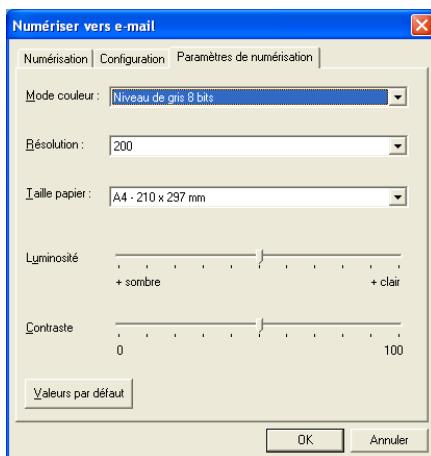 Numériser vers e-mail
Numérisation Configuration Paramètres de numérisation
Mode couleur : Niveau de gris 8 bits
Résolution : 200
Taille papier : A4 - 210 x 297 mm
Luminosité
+ sombre + clair
Contraste
0 100
Valeurs par défaut
OK Annuler